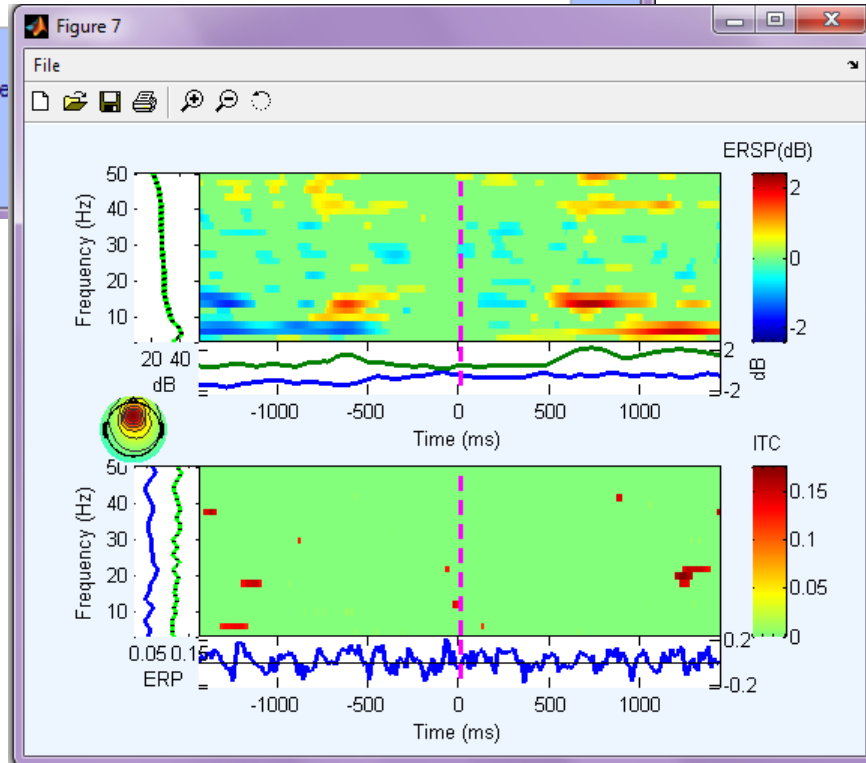 Figure 7
File
e
ERSP(dB)
Frequency (Hz)
50
40
30
20
10
2
0
-2
20 40
dB
2
-2
dB
-1000 -500 0 500 1000
Time (ms)
ITC
Frequency (Hz)
50
40
30
20
10
0.15
0.1
0.05
0
0.05 0.15
ERP
0.2
-0.2
-1000 -500 0 500 1000
Time (ms)